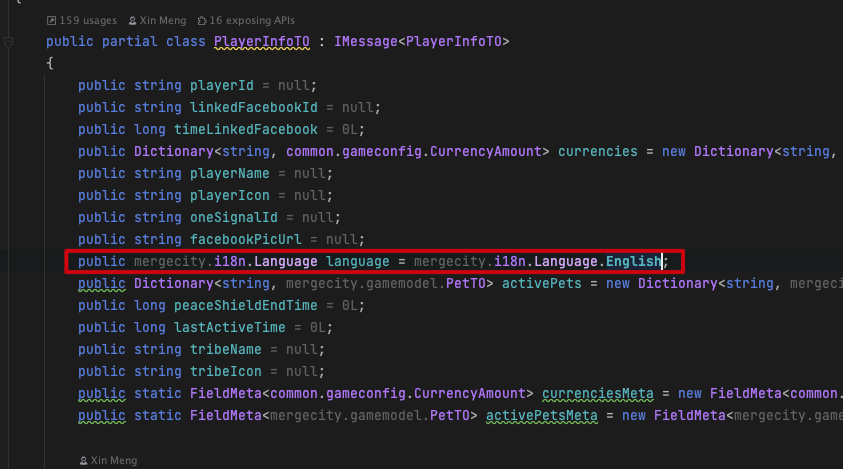 {
159 usages Xin Meng 16 exposing APIs
public partial class PlayerInfoTO : IMessage<PlayerInfoTO>
{
public string playerId = null;
public string linkedFacebookId = null;
public long timeLinkedFacebook = 0L;
public Dictionary<string, common.gameconfig.CurrencyAmount> currencies = new Dictionary<string,
public string playerName = null;
public string playerIcon = null;
public string oneSignalId = null;
public string facebookPicUrl = null;
public mergecity.i18n.Language language = mergecity.i18n.Language.English;
public Dictionary<string, mergecity.gamemodel.PetTO> activePets = new Dictionary<string, mergeci
public long peaceShieldEndTime = 0L;
public long lastActiveTime = 0L;
public string tribeName = null;
public string tribeIcon = null;
public static FieldMeta<common.gameconfig.CurrencyAmount> currenciesMeta = new FieldMeta<common.
public static FieldMeta<mergecity.gamemodel.PetTO> activePetsMeta = new FieldMeta<mergecity.game
Xin Meng